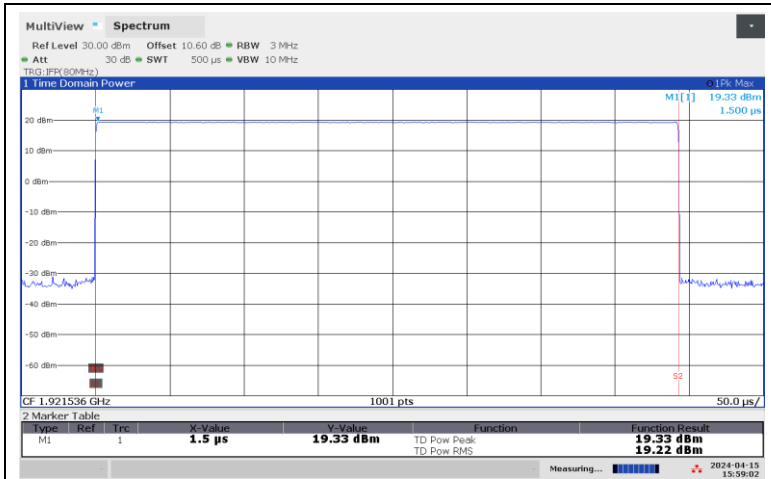 MultiView Spectrum
Ref Level 30.00 dBm Offset 10.60 dB RBW 3 MHz
Att 30 dB SWT 500 µs VBW 10 MHz
TRG:IFP(80MHz)
1 Time Domain Power 1Pk Max
M1[1] 19.33 dBm
1.500 µs
M1
20 dBm
10 dBm
0 dBm
-10 dBm
-20 dBm
-30 dBm
-40 dBm
-50 dBm
-60 dBm
S2
CF 1.921536 GHz 1001 pts 50.0 µs/
2 Marker Table
Type Ref Trc X-Value Y-Value Function Function Result
M1 1 1.5 µs 19.33 dBm TD Pow Peak 19.33 dBm
TD Pow RMS 19.22 dBm
Measuring... 2024-04-15
15:59:02